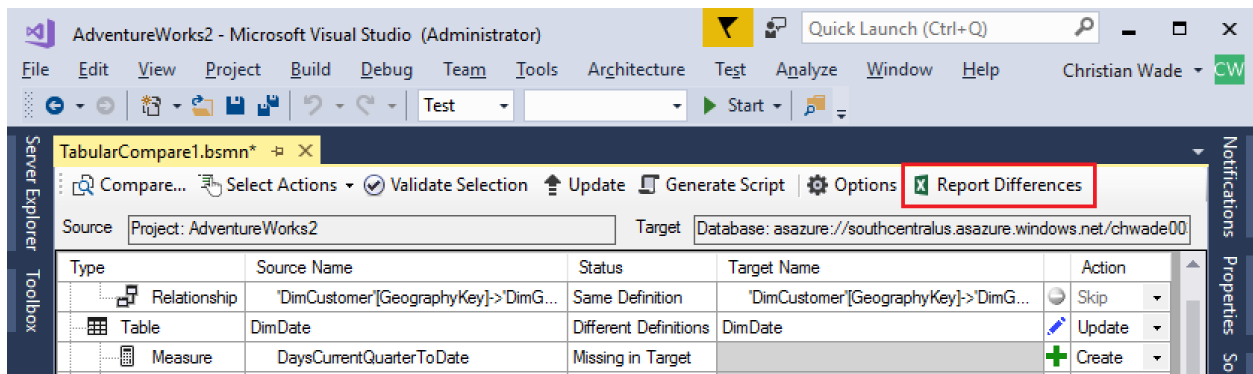 AdventureWorks2 - Microsoft Visual Studio (Administrator)
Quick Launch (Ctrl+Q)
File Edit View Project Build Debug Team Tools Architecture Test Analyze Window Help Christian Wade CW
Test Start
Server Explorer
Toolbox
TabularCompare1.bsmn*
Compare... Select Actions Validate Selection Update Generate Script Options Report Differences
Source Project: AdventureWorks2 Target Database: asazure://southcentralus.asazure.windows.net/chwade00
Type Source Name Status Target Name Action
Relationship 'DimCustomer'[GeographyKey]->'DimG... Same Definition 'DimCustomer'[GeographyKey]->'DimG... Skip
Table DimDate Different Definitions DimDate Update
Measure DaysCurrentQuarterToDate Missing in Target Create
Notifications
Properties
So